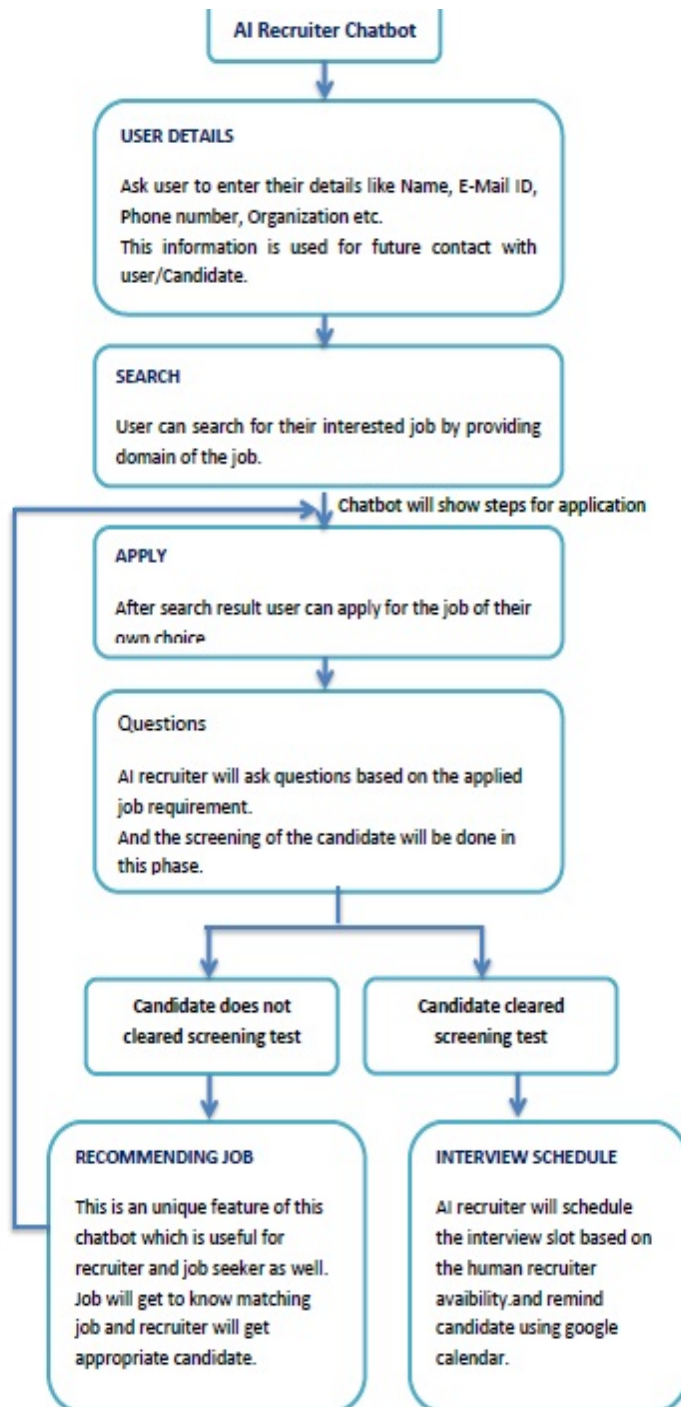 AI Recruiter Chatbot
USER DETAILS
Ask user to enter their details like Name, E-Mail ID,
Phone number, Organization etc.
This information is used for future contact with
user/Candidate.
SEARCH
User can search for their interested job by providing
domain of the job.
Chatbot will show steps for application
APPLY
After search result user can apply for the job of their
own choice
Questions
AI recruiter will ask questions based on the applied
job requirement.
And the screening of the candidate will be done in
this phase.
Candidate does not
cleared screening test
Candidate cleared
screening test
RECOMMENDING JOB
This is an unique feature of this
chatbot which is useful for
recruiter and job seeker as well.
Job will get to know matching
job and recruiter will get
appropriate candidate.
INTERVIEW SCHEDULE
AI recruiter will schedule
the interview slot based on
the human recruiter
avaibility.and remind
candidate using google
calendar.